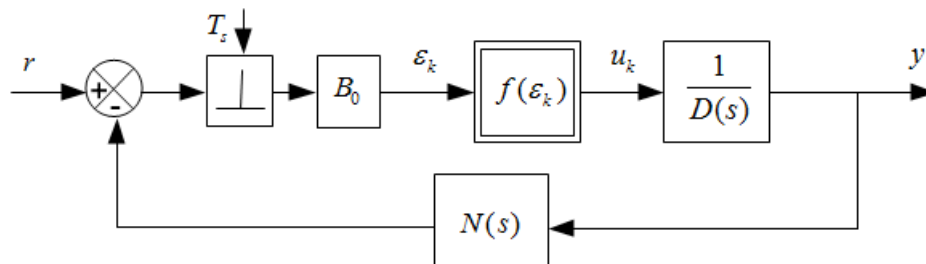 T_s
r
+
-
B_0
ε_k
f(ε_k)
u_k
1
D(s)
y
N(s)